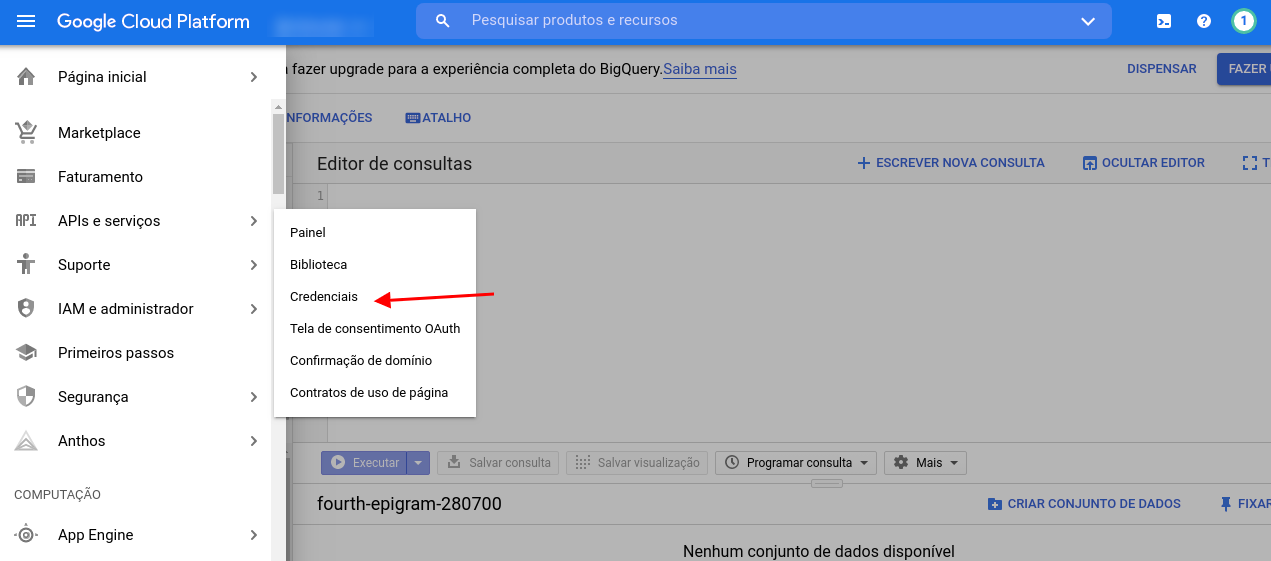 Google Cloud Platform
Pesquisar produtos e recursos
1
Página inicial
fazer upgrade para a experiência completa do BigQuery. Saiba mais
DISPENSAR
FAZER
Marketplace
NFORMAÇÕES
ATALHO
Faturamento
Editor de consultas
ESCREVER NOVA CONSULTA
OCULTAR EDITOR
T
1
API APIs e serviços
Suporte
IAM e administrador
Primeiros passos
Segurança
Anthos
Painel
Biblioteca
Credenciais
Tela de consentimento OAuth
Confirmação de domínio
Contratos de uso de página
Executar
Salvar consulta
Salvar visualização
Programar consulta
Mais
COMPUTAÇÃO
App Engine
fourth-epigram-280700
CRIAR CONJUNTO DE DADOS
FIXAR
Nenhum conjunto de dados disponível